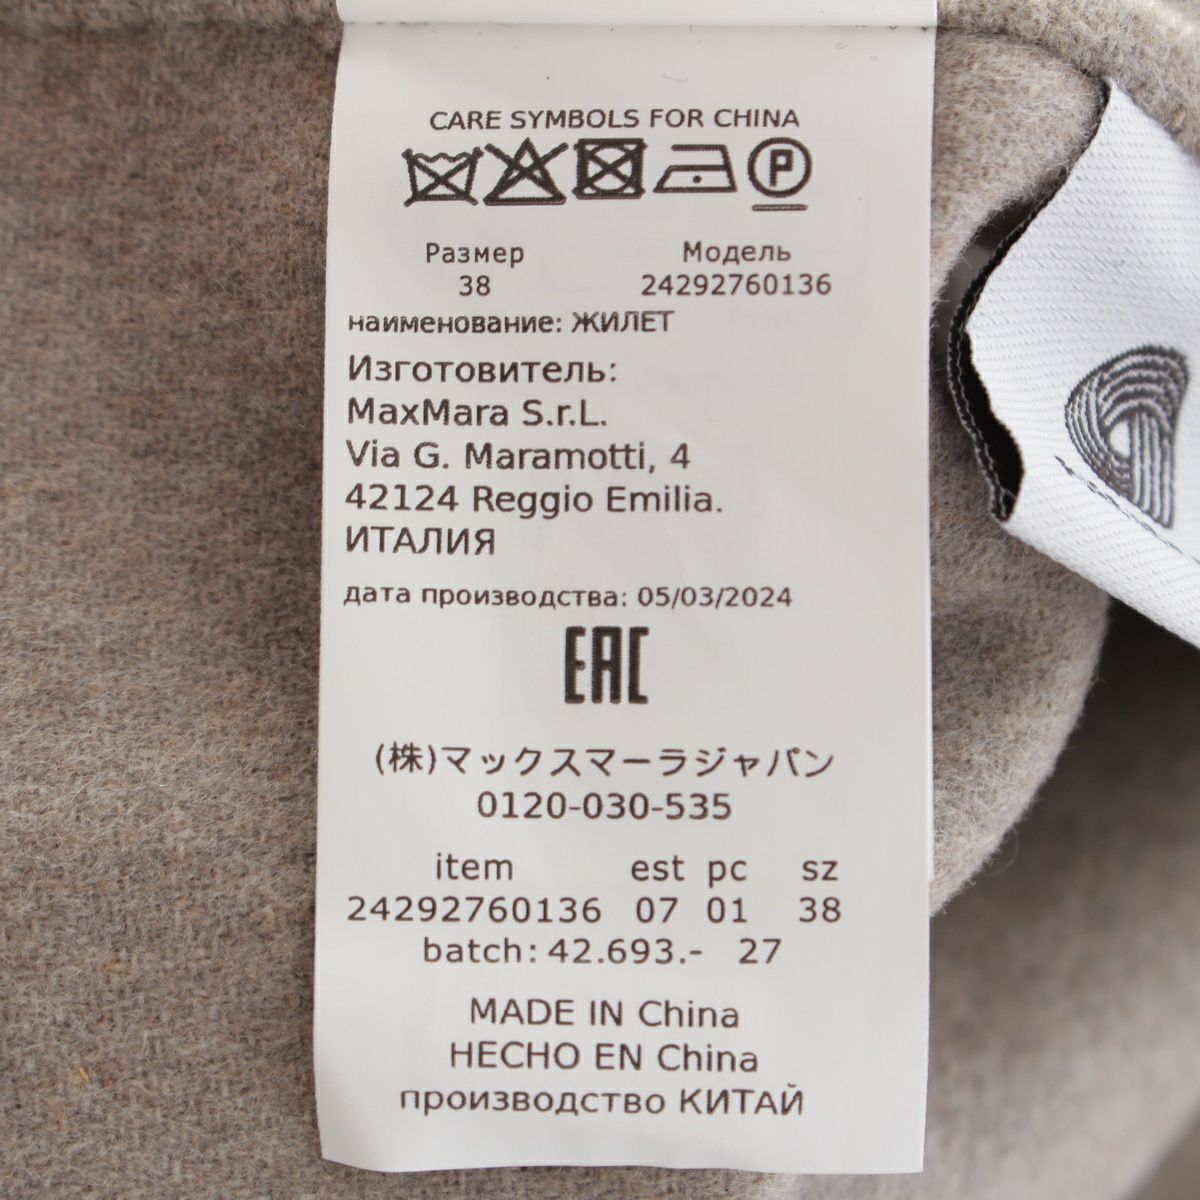 CARE SYMBOLS FOR CHINA
P
Размер Модель
38 24292760136
наименование: ЖИЛЕТ
Изготовитель:
MaxMara S.r.L.
Via G. Maramotti, 4
42124 Reggio Emilia.
ИТАЛИЯ
дата производства: 05/03/2024
EAC
(株)マックスマーラジャパン
0120-030-535
item est pc sz
24292760136 07 01 38
batch: 42.693.- 27
MADE IN China
HECHO EN China
производство КИТАЙ